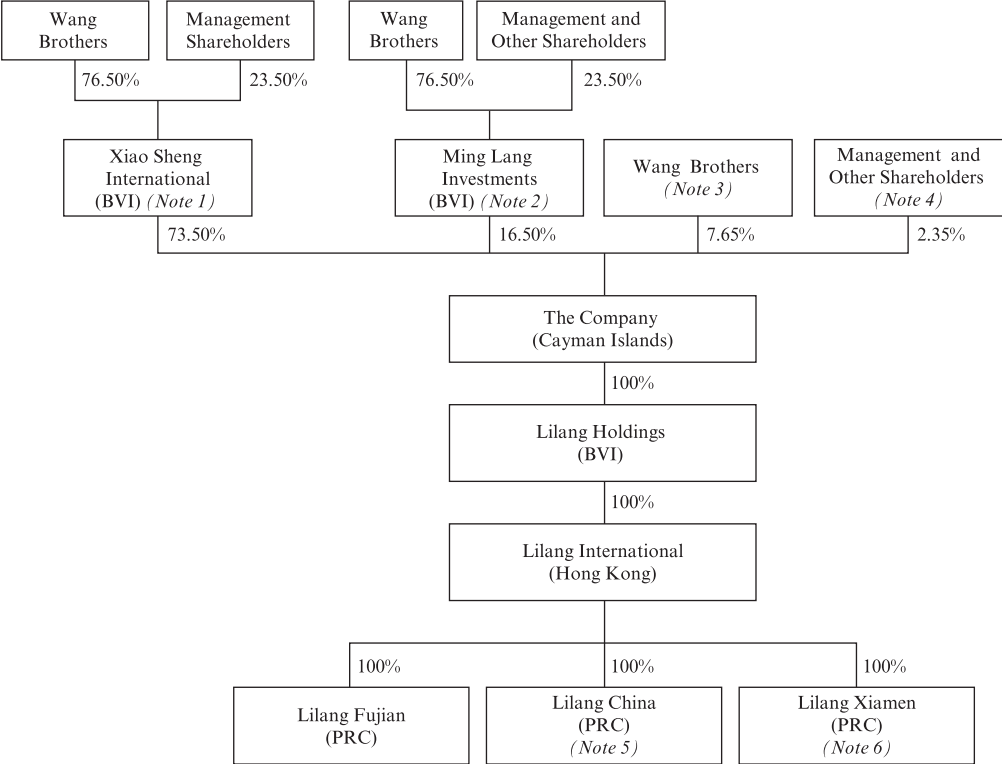 Wang
Brothers
Management
Shareholders
Wang
Brothers
Management and
Other Shareholders
76.50%
23.50%
76.50%
23.50%
Xiao Sheng
International
(BVI) (Note 1)
Ming Lang
Investments
(BVI) (Note 2)
Wang Brothers
(Note 3)
Management and
Other Shareholders
(Note 4)
73.50%
16.50%
7.65%
2.35%
The Company
(Cayman Islands)
100%
Lilang Holdings
(BVI)
100%
Lilang International
(Hong Kong)
100%
100%
100%
Lilang Fujian
(PRC)
Lilang China
(PRC)
(Note 5)
Lilang Xiamen
(PRC)
(Note 6)